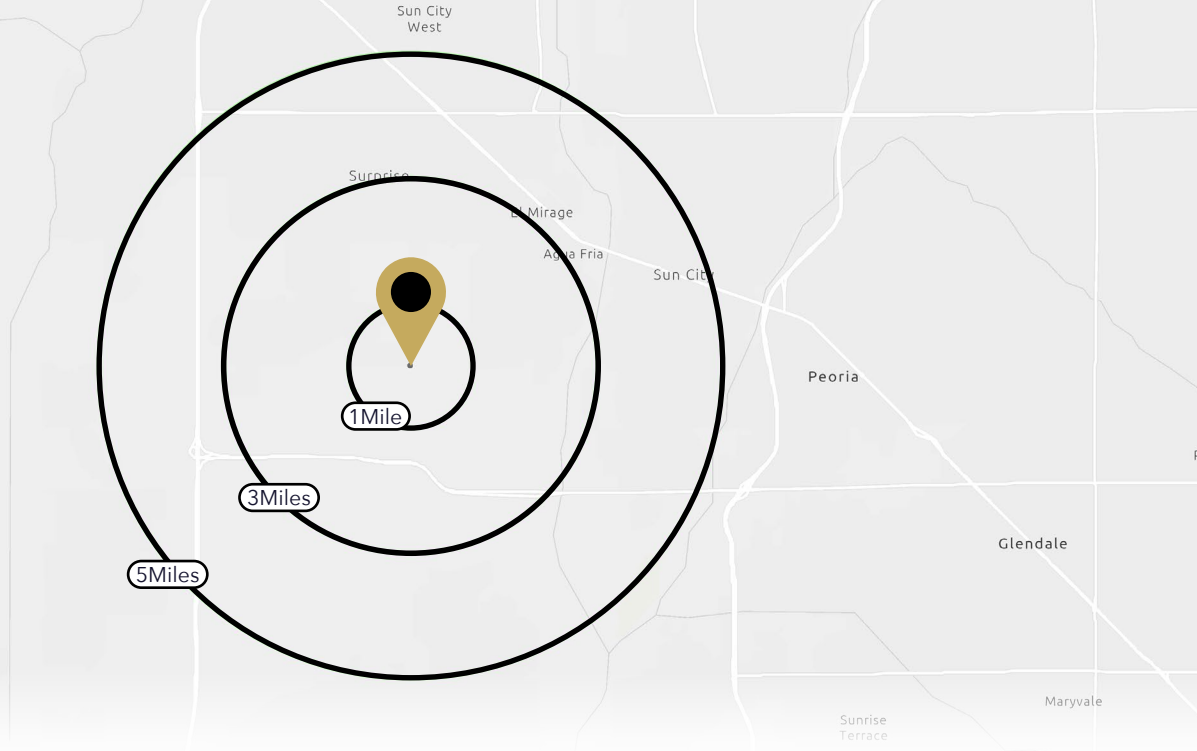 Sun City
West
Surprise
El Mirage
Agua Fria
Sun City
Peoria
1Mile
3Miles
Glendale
5Miles
Maryvale
Sunrise
Terrace